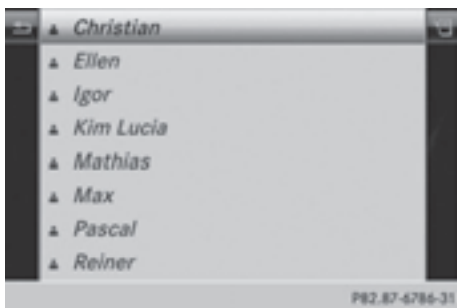 Christian
Ellen
Igor
Kim Lucia
Mathias
Max
Pascal
Reiner
P82.87-6786-31